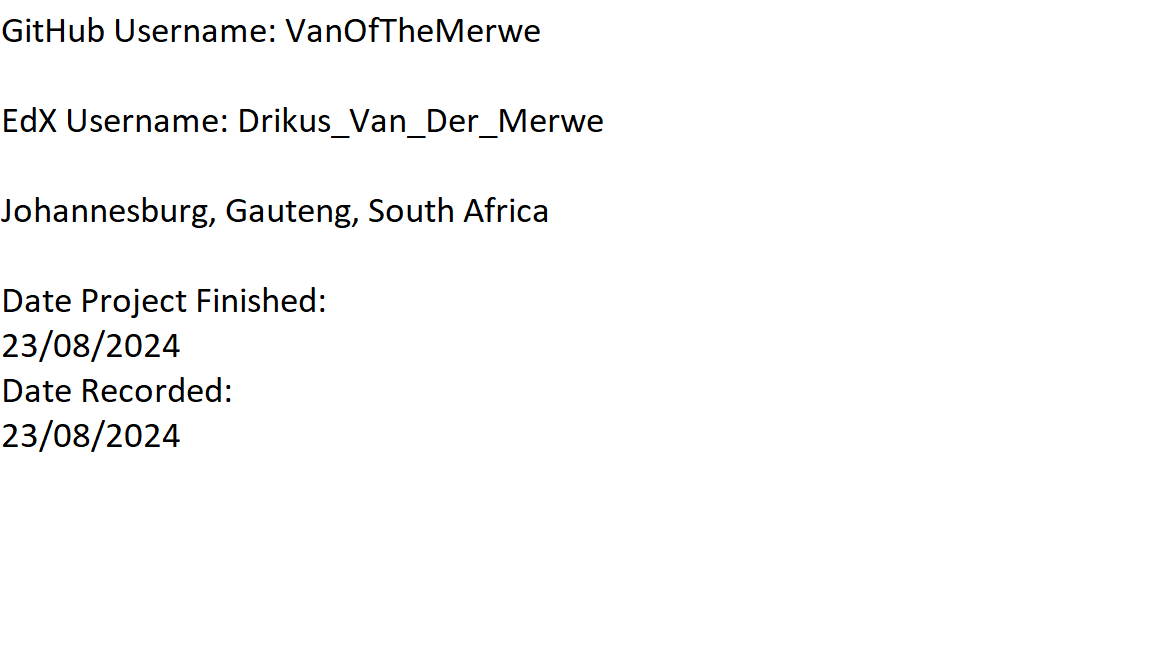 GitHub Username: VanOfTheMerwe
EdX Username: Drikus_Van_Der_Merwe
Johannesburg, Gauteng, South Africa
Date Project Finished:
23/08/2024
Date Recorded:
23/08/2024